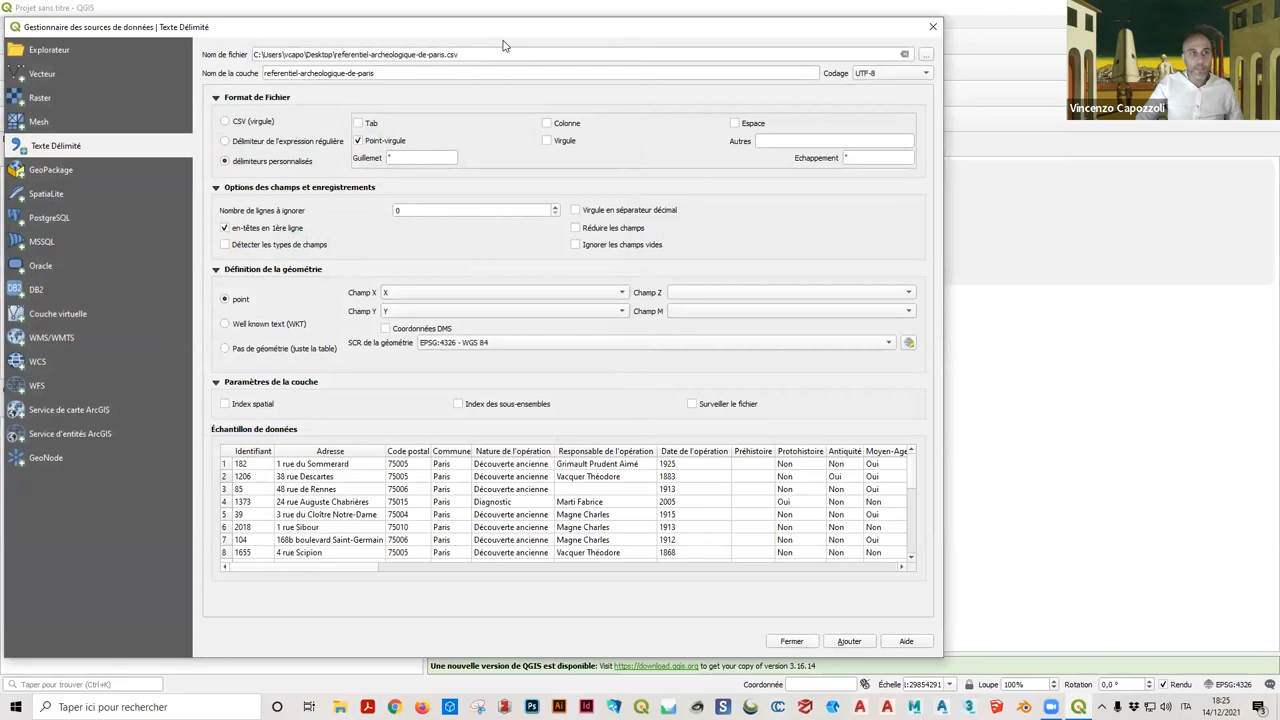 Projet sans titre - QGIS
Gestionnaire des sources de données | Texte Délimité
Vincenzo Capozzoli
Explorateur
Vecteur
Raster
Mesh
Texte Délimité
GeoPackage
SpatiaLite
PostgreSQL
MSSQL
Oracle
DB2
DB2
Couche virtuelle
WMS/WMTS
WCS
WFS
Service de carte ArcGIS
Service d'entités ArcGIS
GeoNode
Nom de fichier C:\Users\vcapo\Desktop\referentiel-archeologique-de-paris.csv ...
Nom de la couche referentiel-archeologique-de-paris Codage UTF-8
Format de Fichier
CSV (virgule) Tab Colonne Espace
Délimiteur de l'expression régulière Point-virgule Virgule Autres
délimiteurs personnalisés Guillemet " Echappement "
Options des champs et enregistrements
Nombre de lignes à ignorer 0 Virgule en séparateur décimal
en-têtes en 1ère ligne Réduire les champs
Détecter les types de champs Ignorer les champs vides
Définition de la géométrie
point Champ X X Champ Z
Champ Y Y Champ M
Well known text (WKT) Coordonnées DMS
Pas de géométrie (juste la table) SCR de la géométrie EPSG:4326 - WGS 84
Paramètres de la couche
Index spatial Index des sous-ensembles Surveiller le fichier
Échantillon de données
Identifiant Adresse Code postal Commune Nature de l'opération Responsable de l'opération Date de l'opération Préhistoire Protohistoire Antiquité Moyen-Age
1 182 1 rue du Sommerard 75005 Paris Découverte ancienne Grimault Prudent Aimé 1925 Non Non Oui
2 1206 38 rue Descartes 75005 Paris Découverte ancienne Vacquer Théodore 1883 Non Oui Oui
3 85 48 rue de Rennes 75006 Paris Découverte ancienne 1913 Non Non Oui
4 1373 24 rue Auguste Chabrières 75015 Paris Diagnostic Marti Fabrice 2005 Oui Non Non
5 39 3 rue du Cloître Notre-Dame 75004 Paris Découverte ancienne Magne Charles 1915 Non Non Oui
6 2018 1 rue Sibour 75010 Paris Découverte ancienne Magne Charles 1913 Non Non Non
7 104 168b boulevard Saint-Germain 75006 Paris Découverte ancienne Magne Charles 1912 Non Non Oui
8 1655 4 rue Scipion 75005 Paris Découverte ancienne Vacquer Théodore 1868 Non Non Non
Fermer Ajouter Aide
Une nouvelle version de QGIS est disponible: Visit https://download.qgis.org to get your copy of version 3.16.14
Taper pour trouver (Ctrl+K) Coordonnée Échelle 1:29854291 Loupe 100% Rotation 0,0 ° Rendu EPSG:4326
Taper ici pour rechercher Ps Ai Id ITA 18:25
14/12/2021